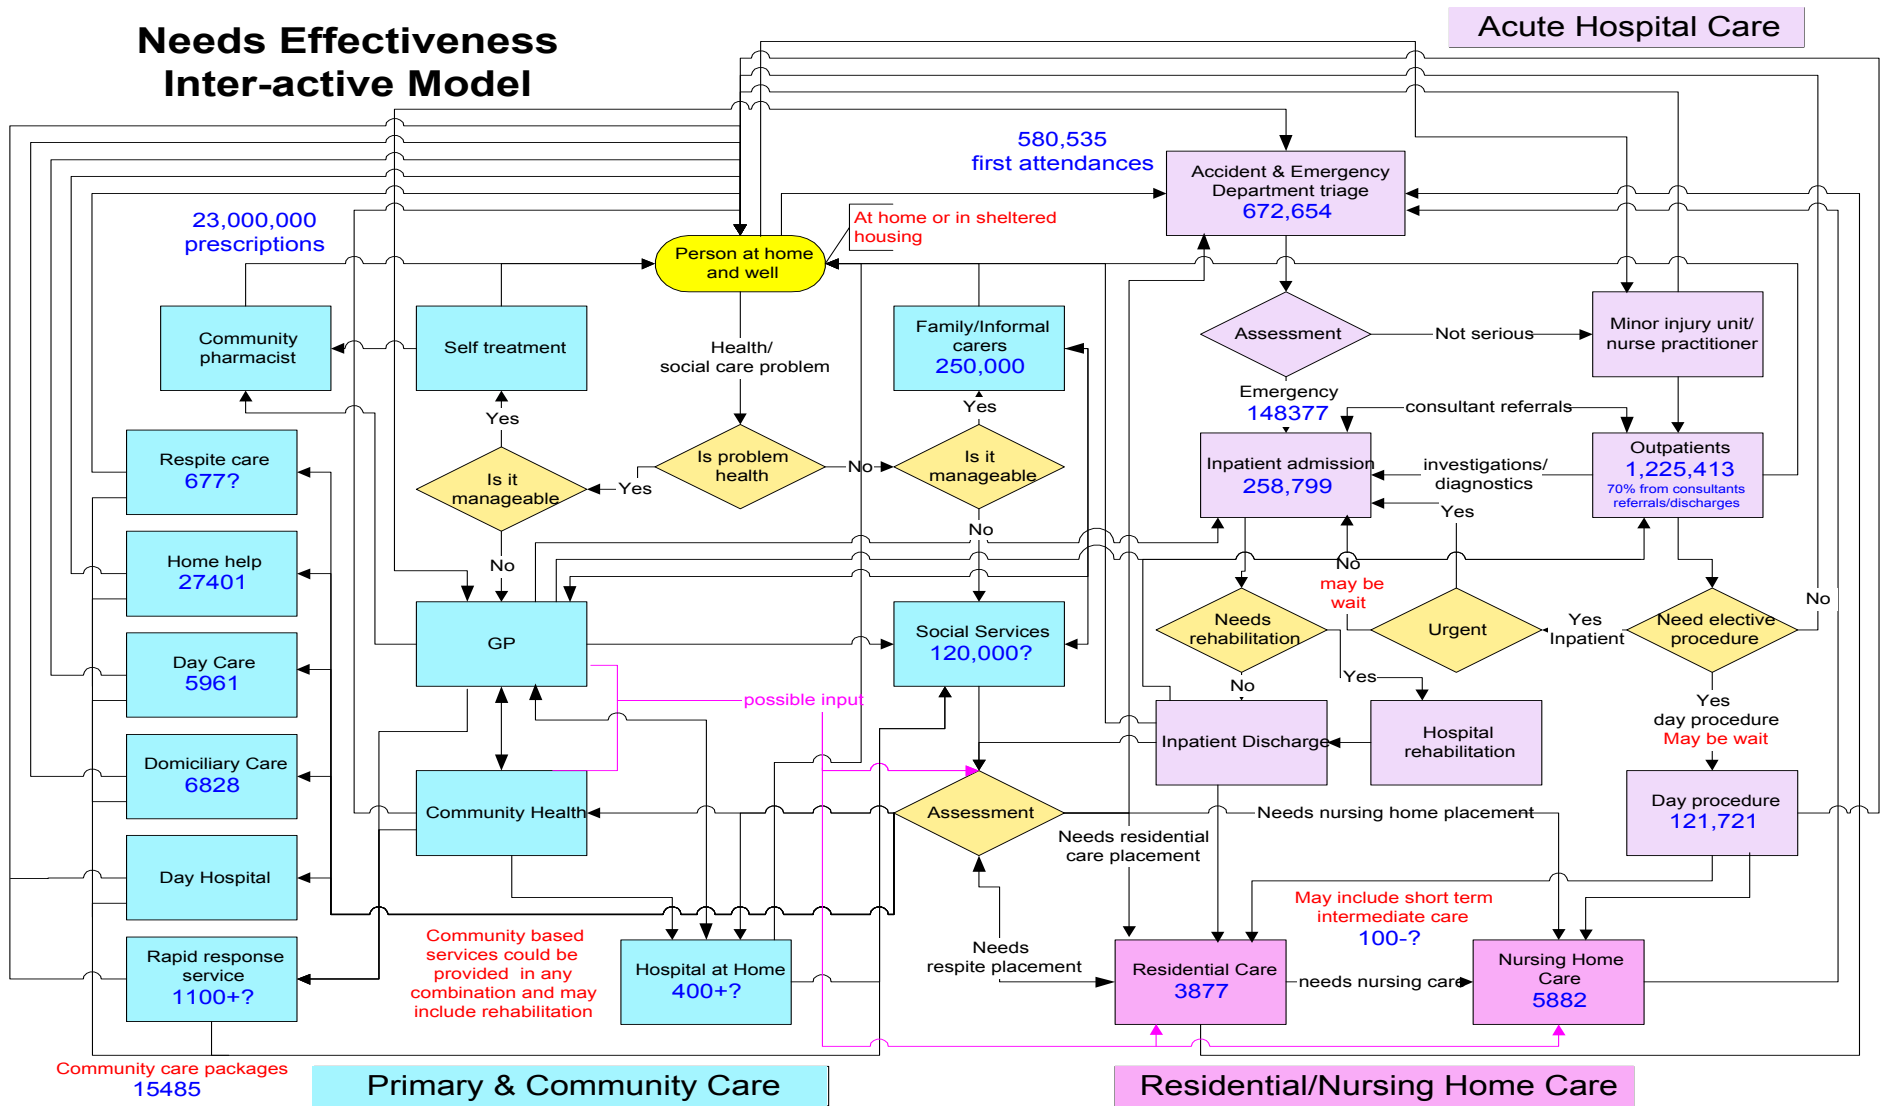 Needs Effectiveness
Inter-active Model
Acute Hospital Care
580,535
first attendances
Accident & Emergency
Department triage
672,654
23,000,000
prescriptions
At home or in sheltered
housing
Person at home
and well
Community
pharmacist
Self treatment
Health/
social care problem
Family/Informal
carers
250,000
Assessment
Not serious
Minor injury unit/
nurse practitioner
Emergency
148377
consultant referrals
Yes
Yes
Respite care
677?
Is it
manageable
Yes
Is problem
health
No
Is it
manageable
Inpatient admission
258,799
investigations/
diagnostics
Outpatients
1,225,413
70% from consultants
referrals/discharges
Yes
No
No
Home help
27401
No
may be
wait
GP
Social Services
120,000?
Needs
rehabilitation
Urgent
Yes
Inpatient
Need elective
procedure
No
Day Care
5961
possible input
No
Yes
Yes
day procedure
May be wait
Inpatient Discharge
Hospital
rehabilitation
Domiciliary Care
6828
Community Health
Assessment
Needs nursing home placement
Needs residential
care placement
Day procedure
121,721
Day Hospital
May include short term
intermediate care
100-?
Rapid response
service
1100+?
Community based
services could be
provided in any
combination and may
include rehabilitation
Hospital at Home
400+?
Needs
respite placement
Residential Care
3877
needs nursing care
Nursing Home
Care
5882
Community care packages
15485
Primary & Community Care
Residential/Nursing Home Care